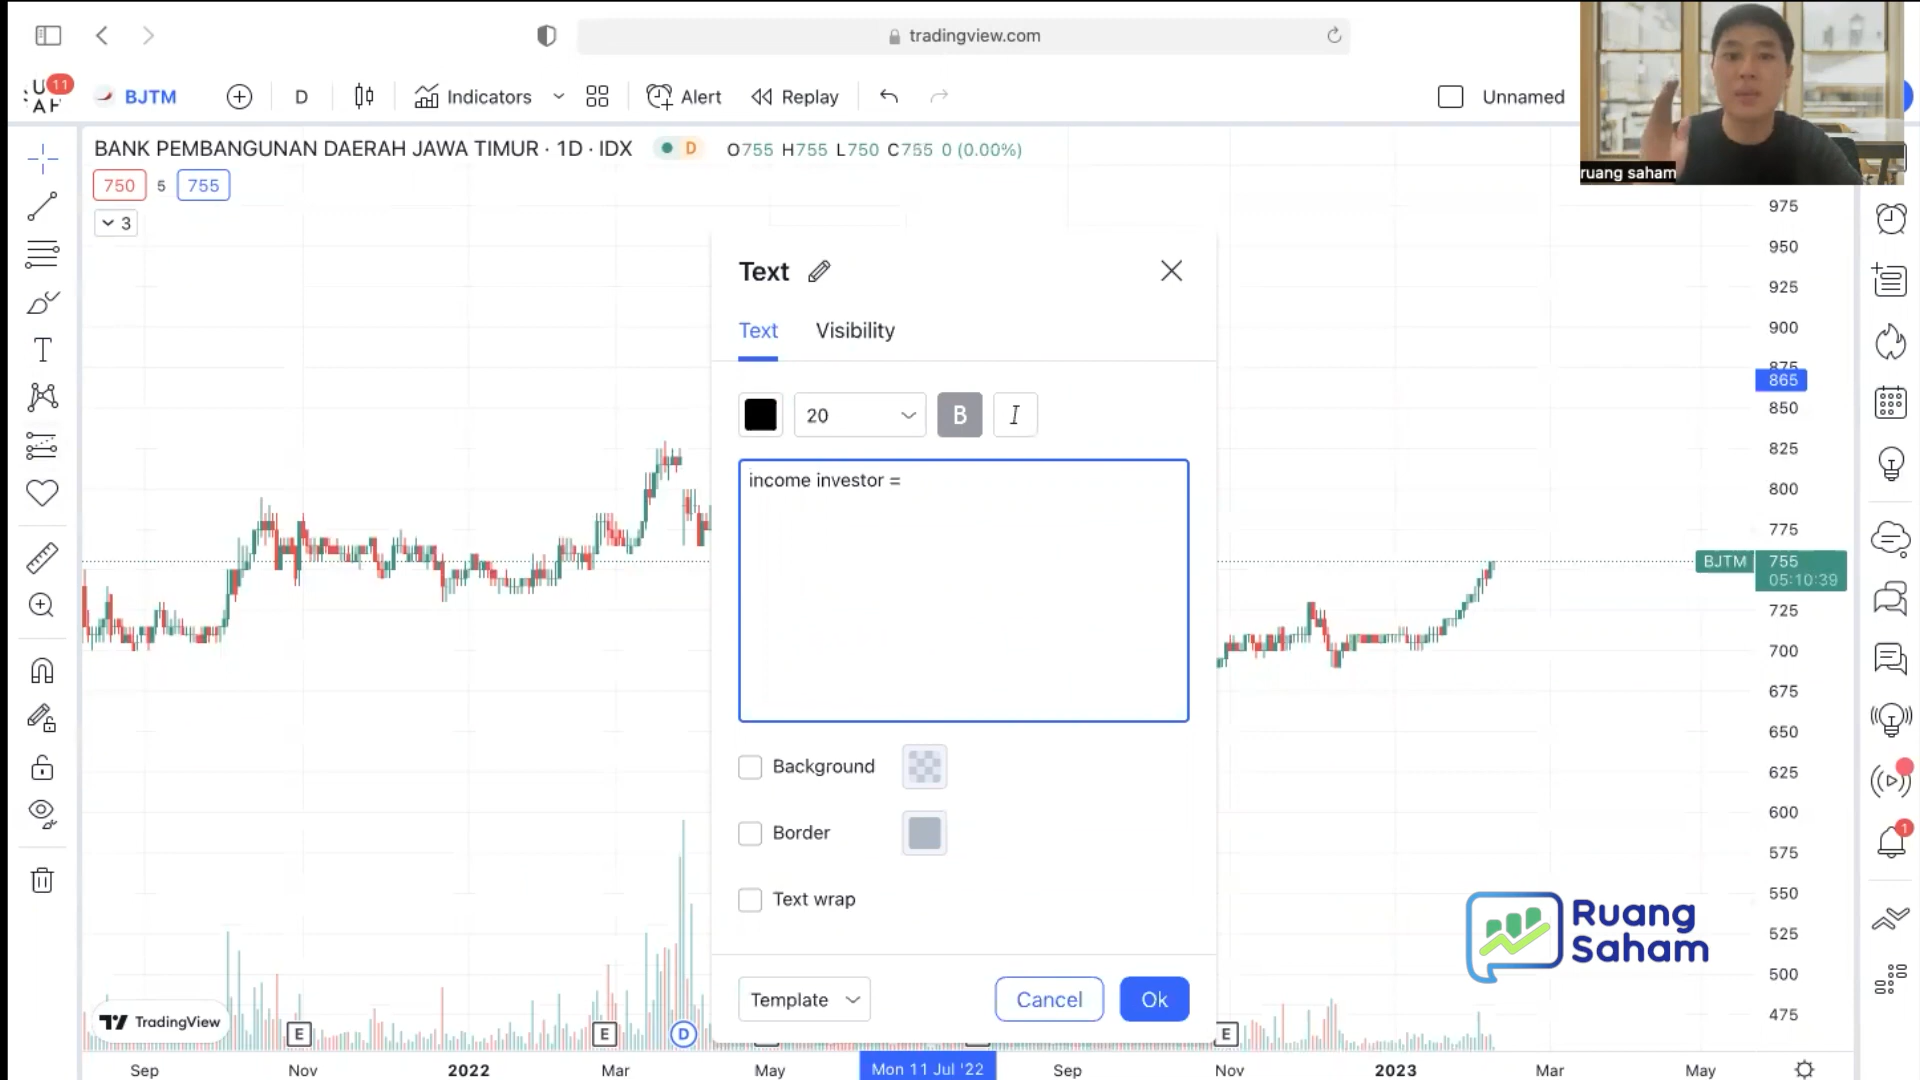 tradingview.com
11
BJTM
D
Indicators
Alert
Replay
Unnamed
ruang saham
BANK PEMBANGUNAN DAERAH JAWA TIMUR · 1D · IDX
D
O755 H755 L750 C755 0 (0.00%)
750
5
755
3
Text
Text
Visibility
20
B
I
income investor =
Background
Border
Text wrap
Template
Cancel
Ok
975
950
925
900
875
865
850
825
800
775
BJTM
755
05:10:39
725
700
675
650
625
600
575
550
525
500
475
1
Ruang
Saham
TradingView
E
E
D
E
Sep
Nov
2022
Mar
May
Mon 11 Jul '22
Sep
Nov
2023
Mar
May